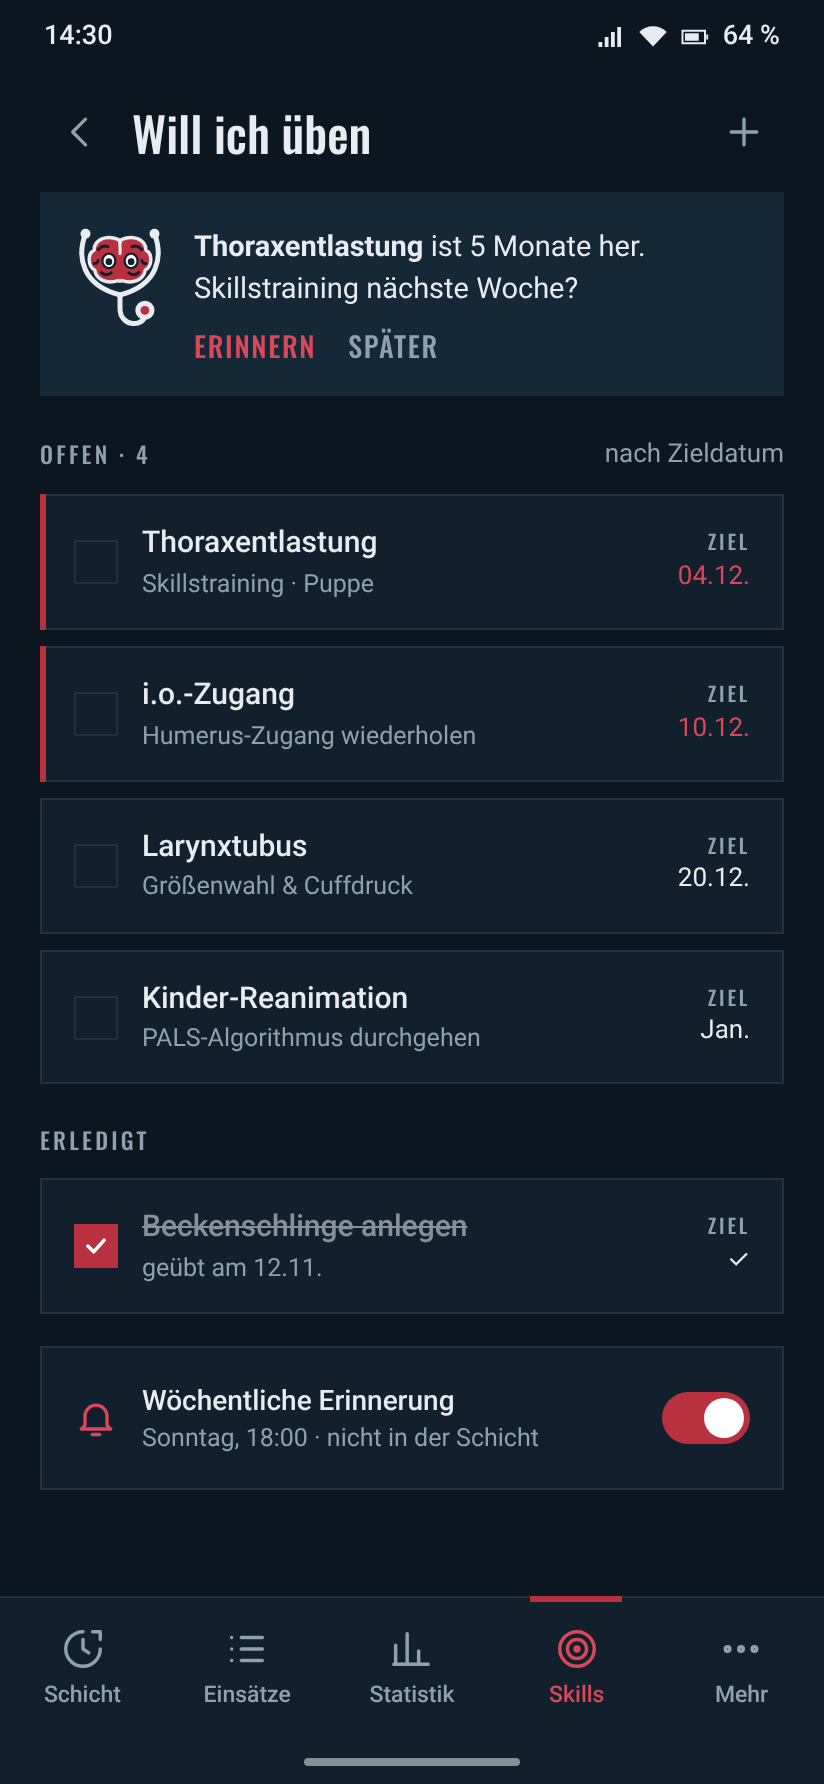 14:30
64 %
Will ich üben
Thoraxentlastung ist 5 Monate her.
Skillstraining nächste Woche?
ERINNERN SPÄTER
OFFEN · 4
nach Zieldatum
Thoraxentlastung
Skillstraining · Puppe
ZIEL
04.12.
i.o.-Zugang
Humerus-Zugang wiederholen
ZIEL
10.12.
Larynxtubus
Größenwahl & Cuffdruck
ZIEL
20.12.
Kinder-Reanimation
PALS-Algorithmus durchgehen
ZIEL
Jan.
ERLEDIGT
Beckenschlinge anlegen
geübt am 12.11.
ZIEL
Wöchentliche Erinnerung
Sonntag, 18:00 · nicht in der Schicht
Schicht
Einsätze
Statistik
Skills
Mehr